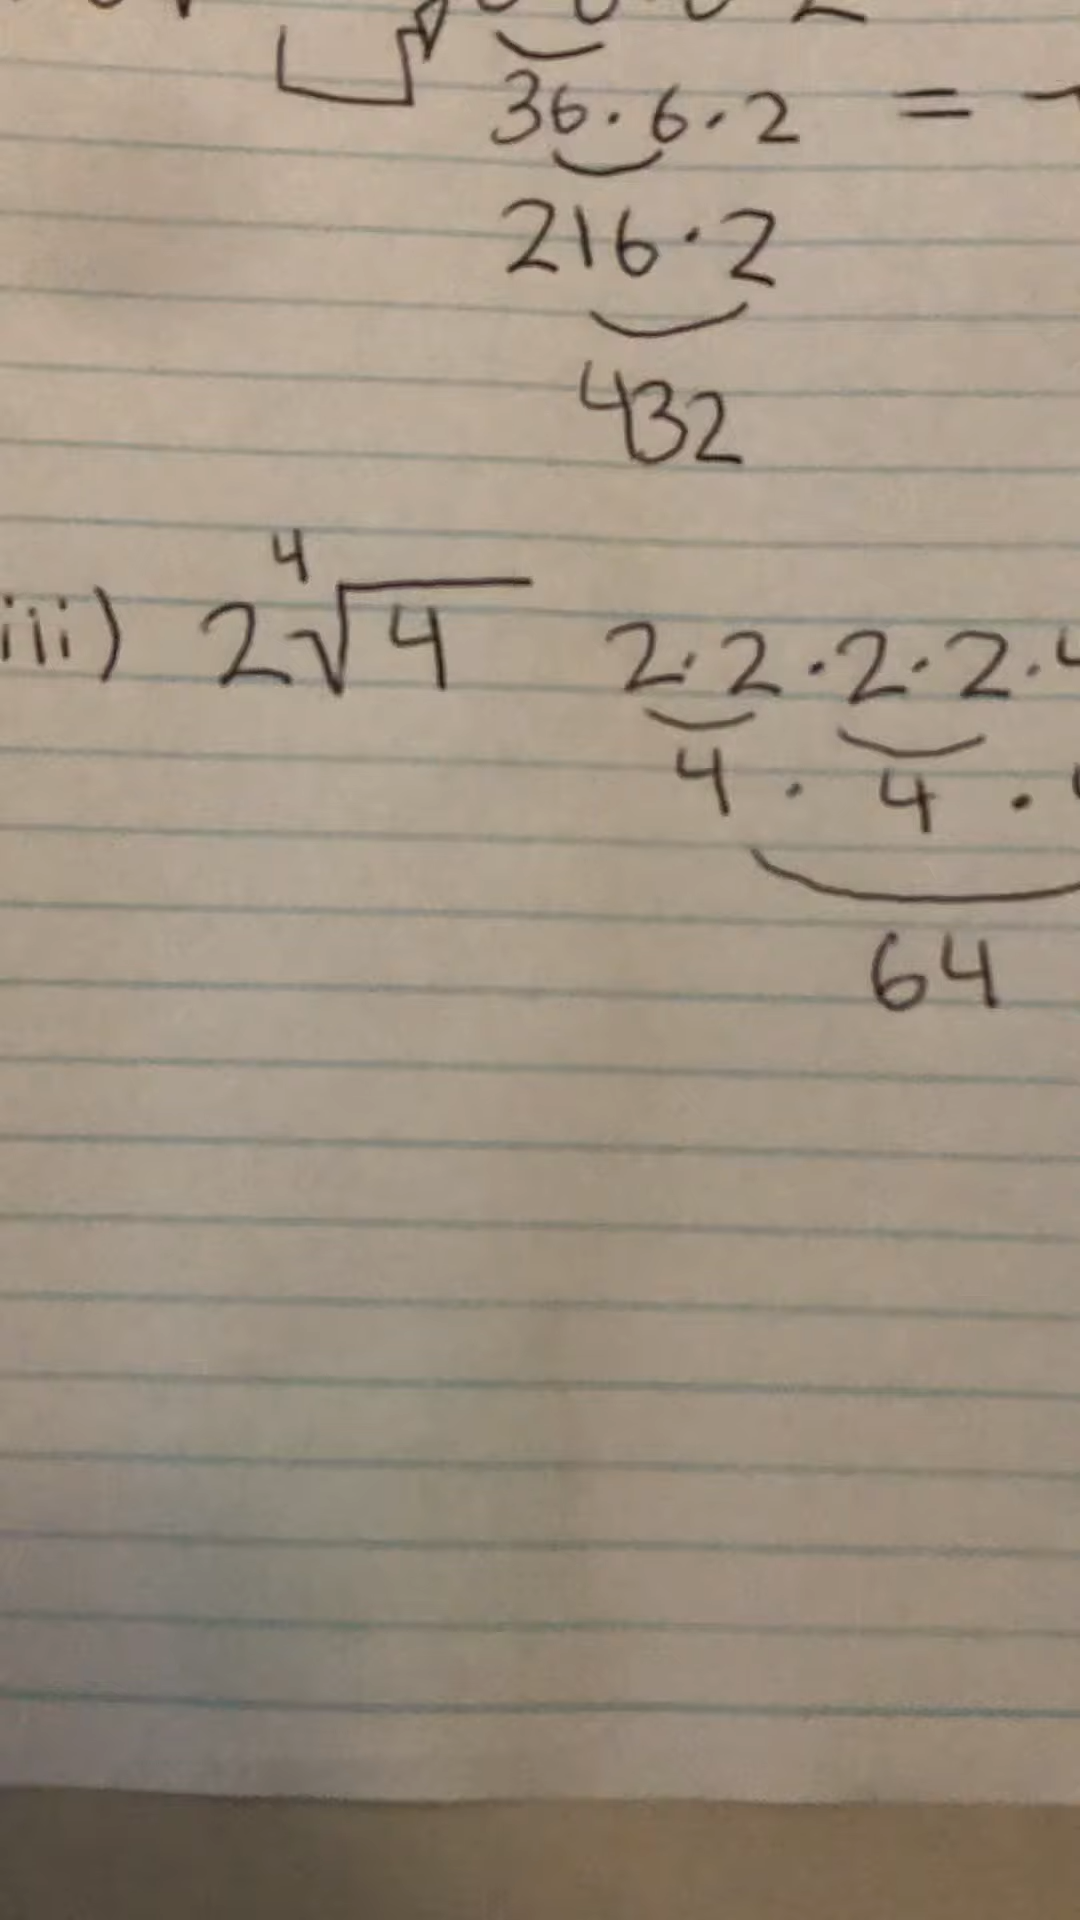 36 · 6 · 2 =
216 · 2
432
iii) 2 ∜4 2 · 2 · 2 · 2 ·
4 · 4 ·
64